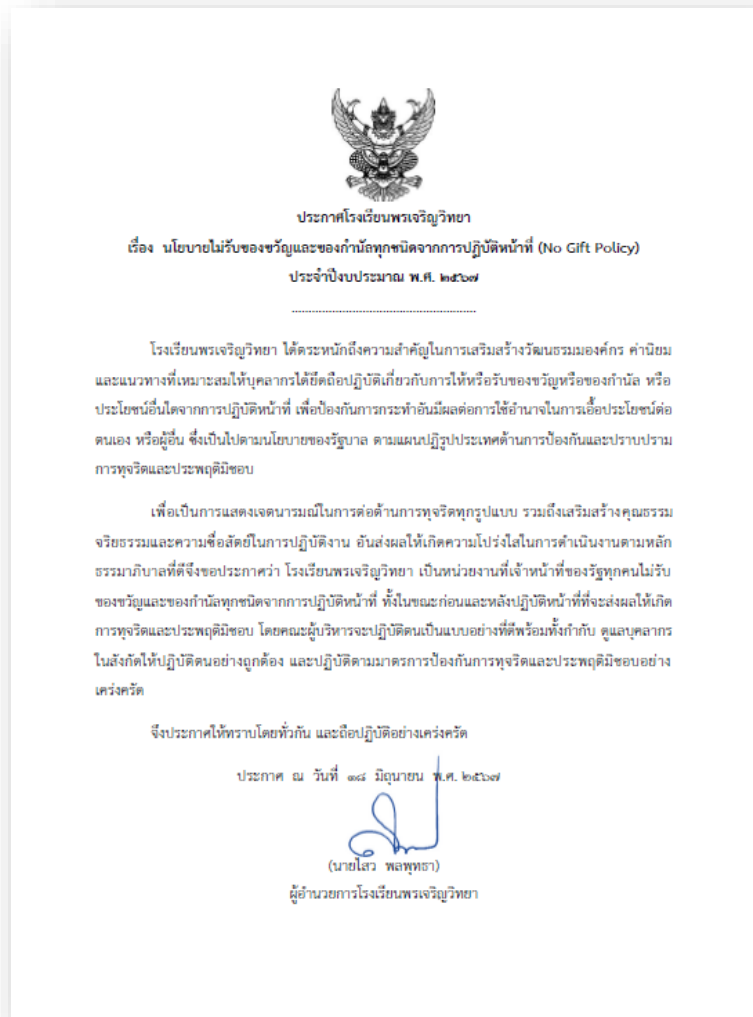 ประกาศโรงเรียนพรเจริญวิทยา
เรื่อง นโยบายไม่รับของขวัญและของกำนัลทุกชนิดจากการปฏิบัติหน้าที่ (No Gift Policy)
ประจำปีงบประมาณ พ.ศ. ๒๕๖๗
โรงเรียนพรเจริญวิทยา ได้ตระหนักถึงความสำคัญในการเสริมสร้างวัฒนธรรมองค์กร ค่านิยม
และแนวทางที่เหมาะสมให้บุคลากรได้ยึดถือปฏิบัติเกี่ยวกับการให้หรือรับของขวัญหรือของกำนัล หรือ
ประโยชน์อื่นใดจากการปฏิบัติหน้าที่ เพื่อป้องกันการกระทำอันมีผลต่อการใช้อำนาจในการเอื้อประโยชน์ต่อ
ตนเอง หรือผู้อื่น ซึ่งเป็นไปตามนโยบายของรัฐบาล ตามแผนปฏิรูปประเทศด้านการป้องกันและปราบปราม
การทุจริตและประพฤติมิชอบ
เพื่อเป็นการแสดงเจตนารมณ์ในการต่อต้านการทุจริตทุกรูปแบบ รวมถึงเสริมสร้างคุณธรรม
จริยธรรมและความซื่อสัตย์ในการปฏิบัติงาน อันส่งผลให้เกิดความโปร่งใสในการดำเนินงานตามหลัก
ธรรมาภิบาลที่ดีจึงขอประกาศว่า โรงเรียนพรเจริญวิทยา เป็นหน่วยงานที่เจ้าหน้าที่ของรัฐทุกคนไม่รับ
ของขวัญและของกำนัลทุกชนิดจากการปฏิบัติหน้าที่ ทั้งในขณะก่อนและหลังปฏิบัติหน้าที่ที่จะส่งผลให้เกิด
การทุจริตและประพฤติมิชอบ โดยคณะผู้บริหารจะปฏิบัติตนเป็นแบบอย่างที่ดีพร้อมทั้งกำกับ ดูแลบุคลากร
ในสังกัดให้ปฏิบัติตนอย่างถูกต้อง และปฏิบัติตามมาตรการป้องกันการทุจริตและประพฤติมิชอบอย่าง
เคร่งครัด
จึงประกาศให้ทราบโดยทั่วกัน และถือปฏิบัติอย่างเคร่งครัด
ประกาศ ณ วันที่ ๑๘ มิถุนายน พ.ศ. ๒๕๖๗
(นายไสว พลพุทธา)
ผู้อำนวยการโรงเรียนพรเจริญวิทยา